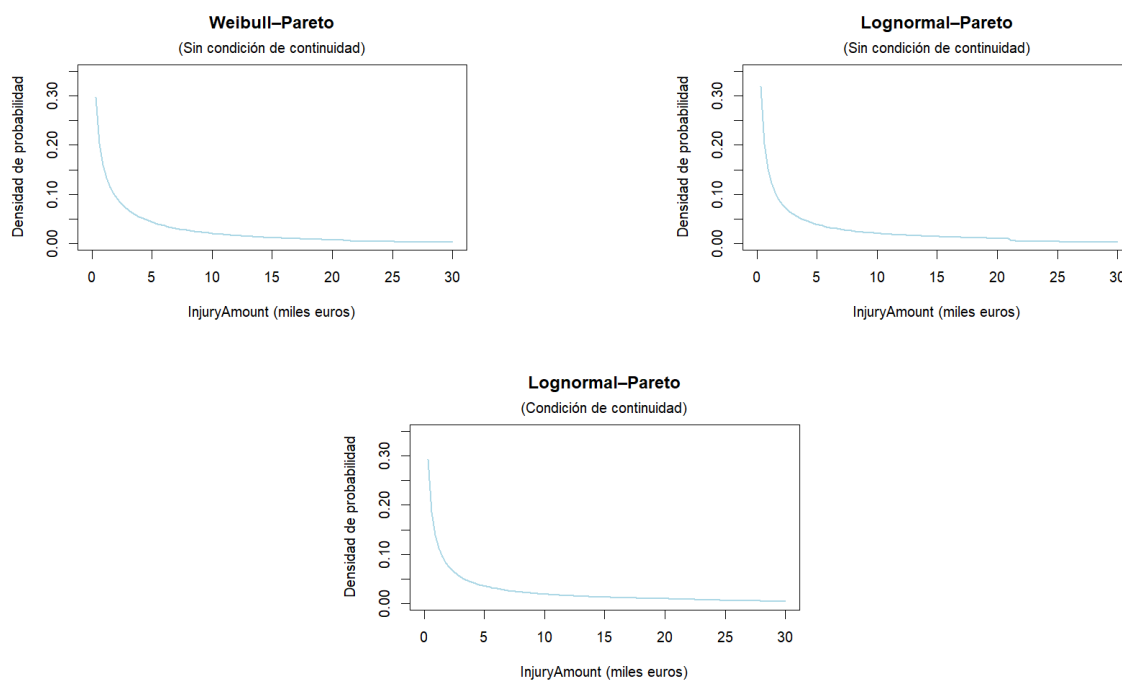 Weibull–Pareto
(Sin condición de continuidad)
Densidad de probabilidad
0.30
0.20
0.10
0.00
0 5 10 15 20 25 30
InjuryAmount (miles euros)
Lognormal–Pareto
(Sin condición de continuidad)
Densidad de probabilidad
0.30
0.20
0.10
0.00
0 5 10 15 20 25 30
InjuryAmount (miles euros)
Lognormal–Pareto
(Condición de continuidad)
Densidad de probabilidad
0.30
0.20
0.10
0.00
0 5 10 15 20 25 30
InjuryAmount (miles euros)